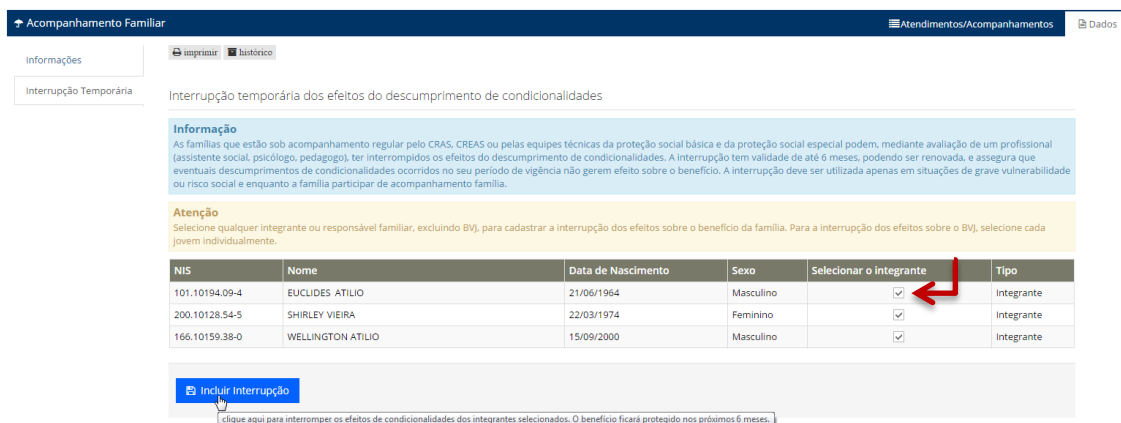 Acompanhamento Familiar
Atendimentos/Acompanhamentos
Dados
Informações
Interrupção Temporária
imprimir histórico
Interrupção temporária dos efeitos do descumprimento de condicionalidades
Informação
As famílias que estão sob acompanhamento regular pelo CRAS, CREAS ou pelas equipes técnicas da proteção social básica e da proteção social especial podem, mediante avaliação de um profissional
(assistente social, psicólogo, pedagogo), ter interrompidos os efeitos do descumprimento de condicionalidades. A interrupção tem validade de até 6 meses, podendo ser renovada, e assegura que
eventuais descumprimentos de condicionalidades ocorridos no seu período de vigência não gerem efeito sobre o benefício. A interrupção deve ser utilizada apenas em situações de grave vulnerabilidade
ou risco social e enquanto a família participar de acompanhamento família.
Atenção
Selecione qualquer integrante ou responsável familiar, excluindo BVJ, para cadastrar a interrupção dos efeitos sobre o benefício da família. Para a interrupção dos efeitos sobre o BVJ, selecione cada
jovem individualmente.
NIS Nome Data de Nascimento Sexo Selecionar o integrante Tipo
101.10194.09-4 EUCLIDES ATILIO 21/06/1964 Masculino Integrante
200.10128.54-5 SHIRLEY VIEIRA 22/03/1974 Feminino Integrante
166.10159.38-0 WELLINGTON ATILIO 15/09/2000 Masculino Integrante
Incluir Interrupção
clique aqui para interromper os efeitos de condicionalidades dos integrantes selecionados. O benefício ficará protegido nos próximos 6 meses.